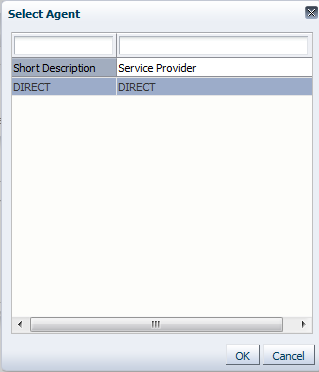 Select Agent
Short Description Service Provider
DIRECT DIRECT
OK Cancel